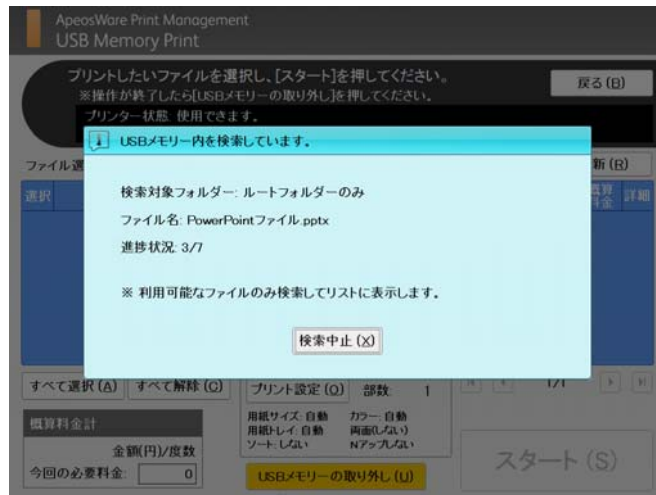 ApeosWare Print Management
USB Memory Print
プリントしたいファイルを選択し、[スタート]を押してください。
※操作が終了したら[USBメモリーの取り外し]を押してください。
戻る(B)
プリンター状態: 使用できます。
USBメモリー内を検索しています。
ファイル選
新(R)
選択
概算
料金
詳細
検索対象フォルダー: ルートフォルダーのみ
ファイル名: PowerPointファイル.pptx
進捗状況: 3/7
※ 利用可能なファイルのみ検索してリストに表示します。
検索中止(X)
すべて選択(A)
すべて解除(C)
プリント設定(O)
部数: 1
1/1
用紙サイズ: 自動
カラー: 自動
用紙トレイ: 自動
両面(しない)
ソート: しない
Nアップ(しない)
概算料金計
金額(円)/度数
今回の必要料金: 0
USBメモリーの取り外し(U)
スタート(S)